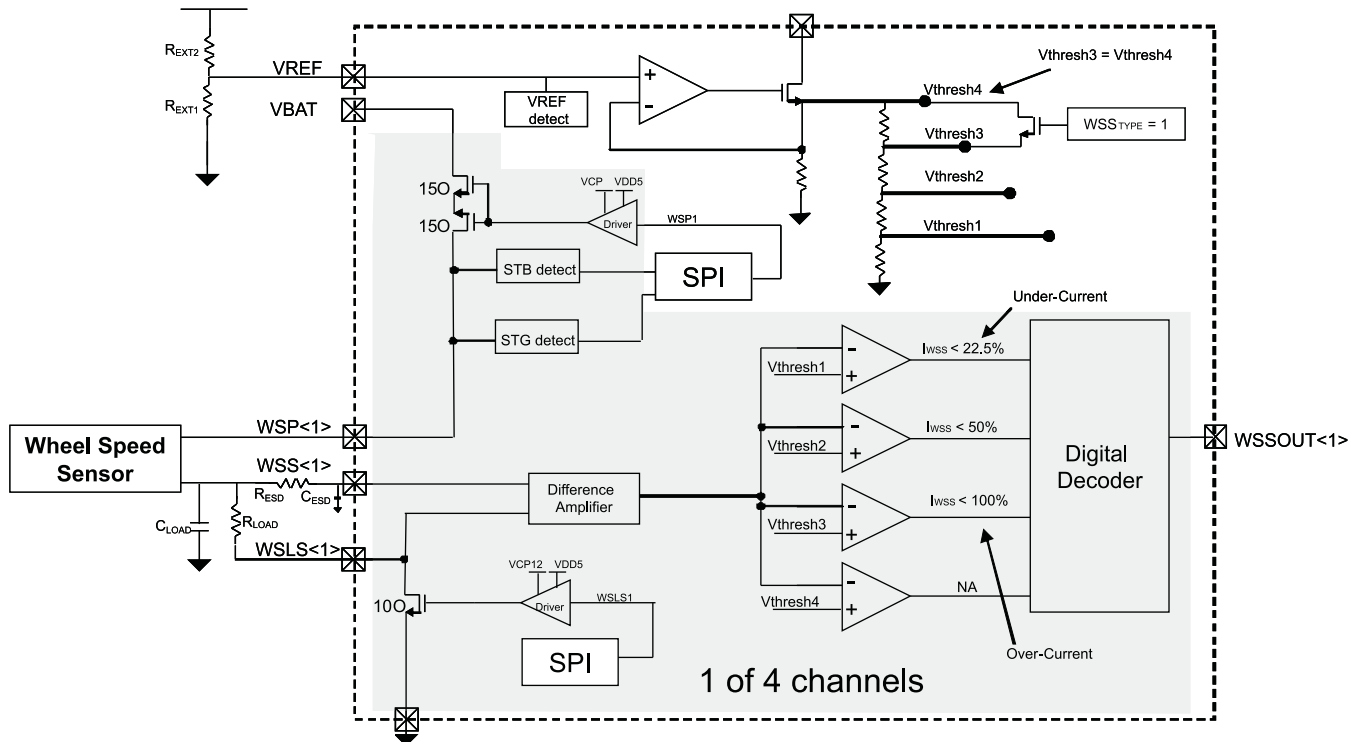 REXT2
VREF
Vthresh3 = Vthresh4
REXT1
VBAT
VREF
detect
Vthresh4
WSSTYPE = 1
Vthresh3
Vthresh2
Vthresh1
15O
15O
VCP
VDD5
Driver
WSP1
STB detect
SPI
STG detect
Under-Current
Vthresh1
IWSS < 22.5%
Vthresh2
IWSS < 50%
Vthresh3
IWSS < 100%
Vthresh4
NA
Digital
Decoder
WSSOUT<1>
Over-Current
Wheel Speed
Sensor
WSP<1>
WSS<1>
RESD
CESD
CLOAD
RLOAD
WSLS<1>
Difference
Amplifier
VCP12
VDD5
10O
Driver
WSLS1
SPI
1 of 4 channels